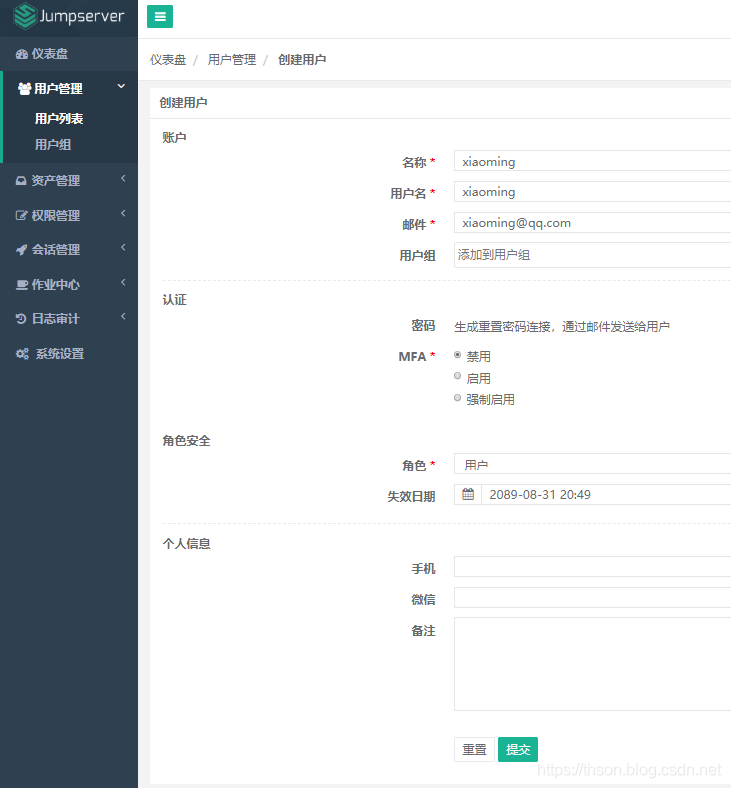 Jumpserver
仪表盘
用户管理
用户列表
用户组
资产管理
权限管理
会话管理
作业中心
日志审计
系统设置
仪表盘 / 用户管理 / 创建用户
创建用户
账户
名称 * xiaoming
用户名 * xiaoming
邮件 * xiaoming@qq.com
用户组 添加到用户组
认证
密码 生成重置密码连接，通过邮件发送给用户
MFA * 禁用
启用
强制启用
角色安全
角色 * 用户
失效日期 2089-08-31 20:49
个人信息
手机
微信
备注
重置 提交
https://thson.blog.csdn.net